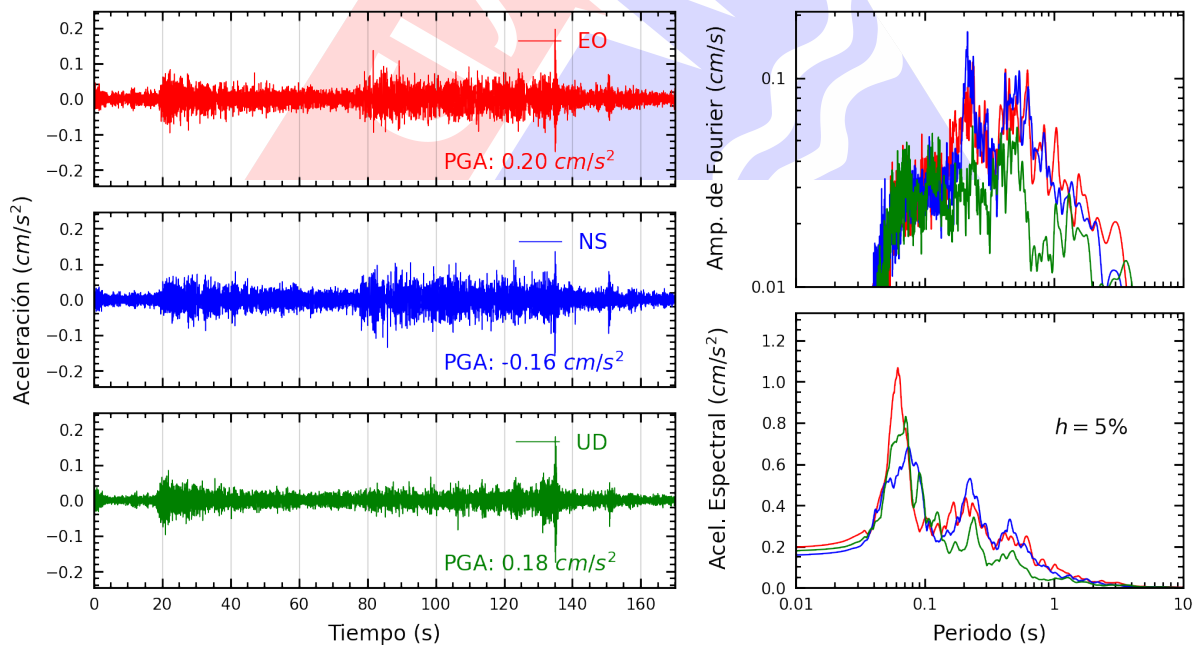 Aceleración (cm/s²)
0.2
0.1
0.0
−0.1
−0.2
EO
PGA: 0.20 cm/s²
0.2
0.1
0.0
−0.1
−0.2
NS
PGA: -0.16 cm/s²
0.2
0.1
0.0
−0.1
−0.2
UD
PGA: 0.18 cm/s²
0 20 40 60 80 100 120 140 160
Tiempo (s)
Amp. de Fourier (cm/s)
0.1
0.01
Acel. Espectral (cm/s²)
1.2
1.0
0.8
0.6
0.4
0.2
0.0
h = 5%
0.01 0.1 1 10
Periodo (s)